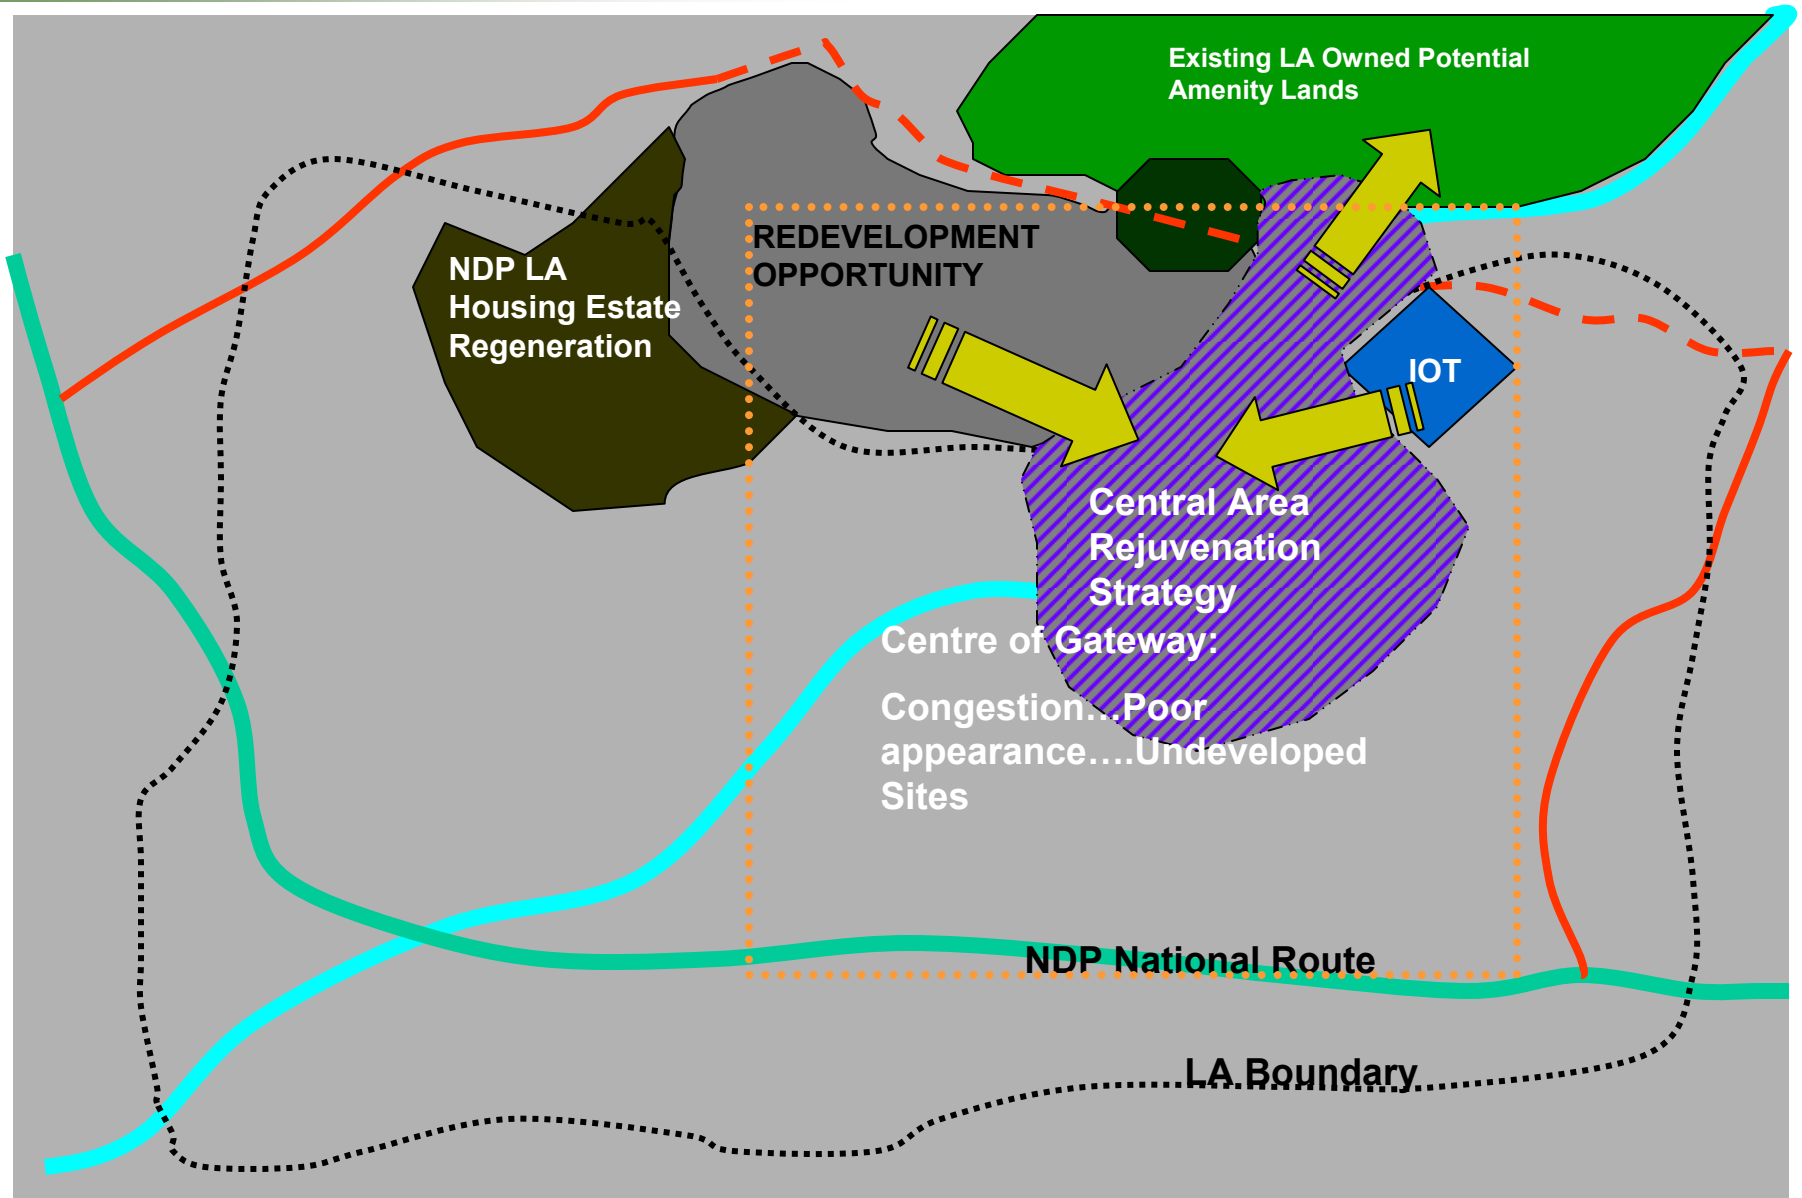 Existing LA Owned Potential
Amenity Lands
REDEVELOPMENT
OPPORTUNITY
NDP LA
Housing Estate
Regeneration
IOT
Central Area
Rejuvenation
Strategy
Centre of Gateway:
Congestion…Poor
appearance….Undeveloped
Sites
NDP National Route
LA Boundary